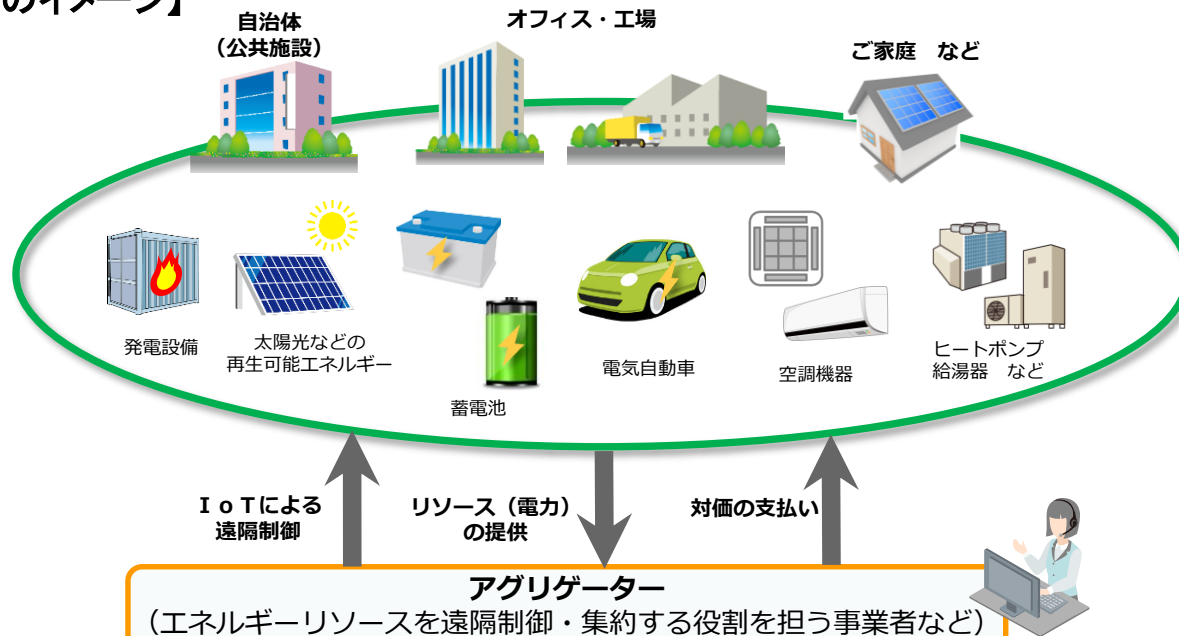 のイメージ】
自治体
（公共施設）
オフィス・工場
ご家庭　など
発電設備
太陽光などの
再生可能エネルギー
蓄電池
電気自動車
空調機器
ヒートポンプ
給湯器　など
ＩｏＴによる
遠隔制御
リソース（電力）
の提供
対価の支払い
アグリゲーター
（エネルギーリソースを遠隔制御・集約する役割を担う事業者など）